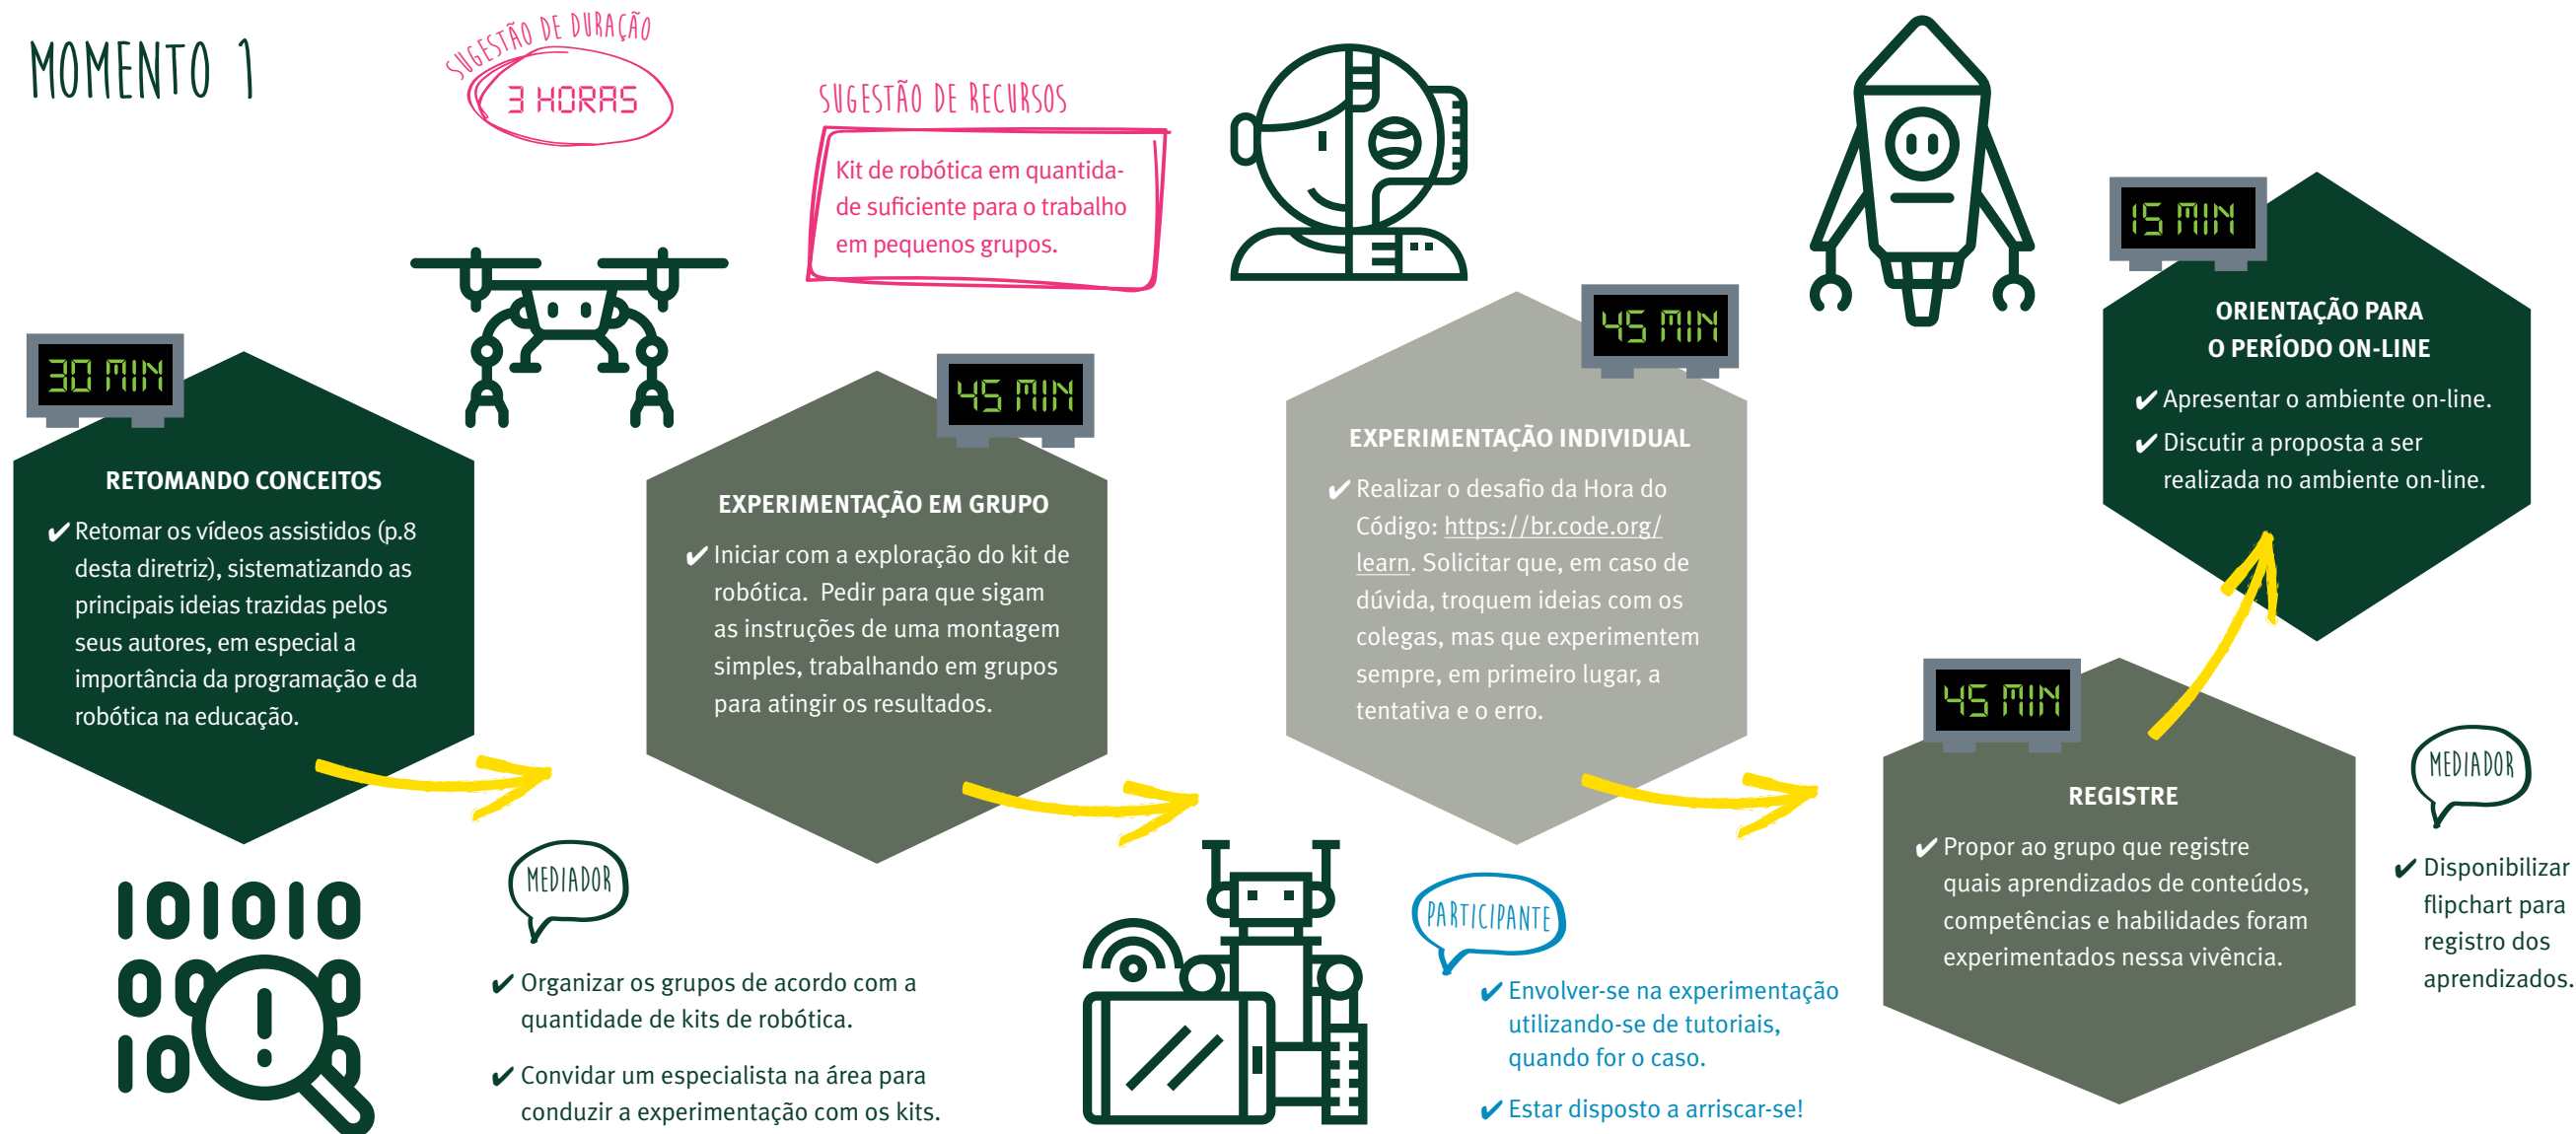 MOMENTO 1
SUGESTÃO DE DURAÇÃO
3 HORAS
SUGESTÃO DE RECURSOS
Kit de robótica em quantida-
de suficiente para o trabalho
em pequenos grupos.
30 MIN
RETOMANDO CONCEITOS
✔ Retomar os vídeos assistidos (p.8
desta diretriz), sistematizando as
principais ideias trazidas pelos
seus autores, em especial a
importância da programação e da
robótica na educação.
45 MIN
EXPERIMENTAÇÃO EM GRUPO
✔ Iniciar com a exploração do kit de
robótica. Pedir para que sigam
as instruções de uma montagem
simples, trabalhando em grupos
para atingir os resultados.
MEDIADOR
✔ Organizar os grupos de acordo com a
quantidade de kits de robótica.
✔ Convidar um especialista na área para
conduzir a experimentação com os kits.
45 MIN
EXPERIMENTAÇÃO INDIVIDUAL
✔ Realizar o desafio da Hora do
Código: https://br.code.org/
learn. Solicitar que, em caso de
dúvida, troquem ideias com os
colegas, mas que experimentem
sempre, em primeiro lugar, a
tentativa e o erro.
PARTICIPANTE
✔ Envolver-se na experimentação
utilizando-se de tutoriais,
quando for o caso.
✔ Estar disposto a arriscar-se!
45 MIN
REGISTRE
✔ Propor ao grupo que registre
quais aprendizados de conteúdos,
competências e habilidades foram
experimentados nessa vivência.
MEDIADOR
✔ Disponibilizar
flipchart para
registro dos
aprendizados.
15 MIN
ORIENTAÇÃO PARA
O PERÍODO ON-LINE
✔ Apresentar o ambiente on-line.
✔ Discutir a proposta a ser
realizada no ambiente on-line.
101010
00 0
10 ! 0